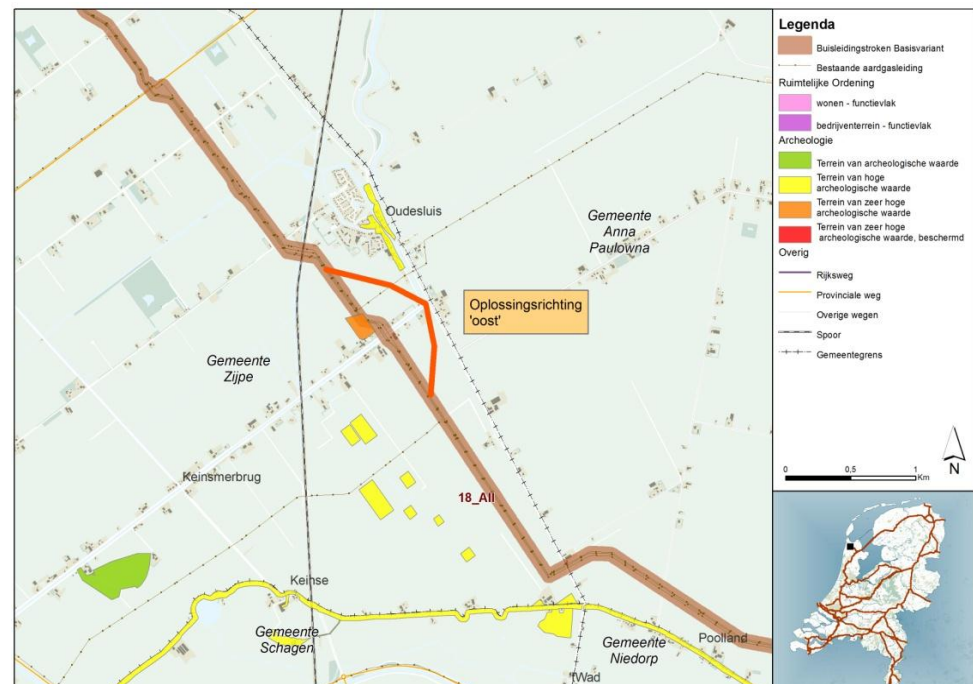 Oudesluis
Gemeente
Anna
Paulowna
Oplossingsrichting
'oost'
Gemeente
Zijpe
Keinsmerbrug
18_AII
Keinse
Gemeente
Schagen
Gemeente
Niedorp
Poolland
't Wad
Legenda
Buisleidingstroken Basisvariant
Bestaande aardgasleiding
Ruimtelijke Ordening
wonen - functievlak
bedrijventerrein - functievlak
Archeologie
Terrein van archeologische waarde
Terrein van hoge
archeologische waarde
Terrein van zeer hoge
archeologische waarde
Terrein van zeer hoge
archeologische waarde, beschermd
Overig
Rijksweg
Provinciale weg
Overige wegen
Spoor
Gemeentegrens
N
0 0,5 1
Km